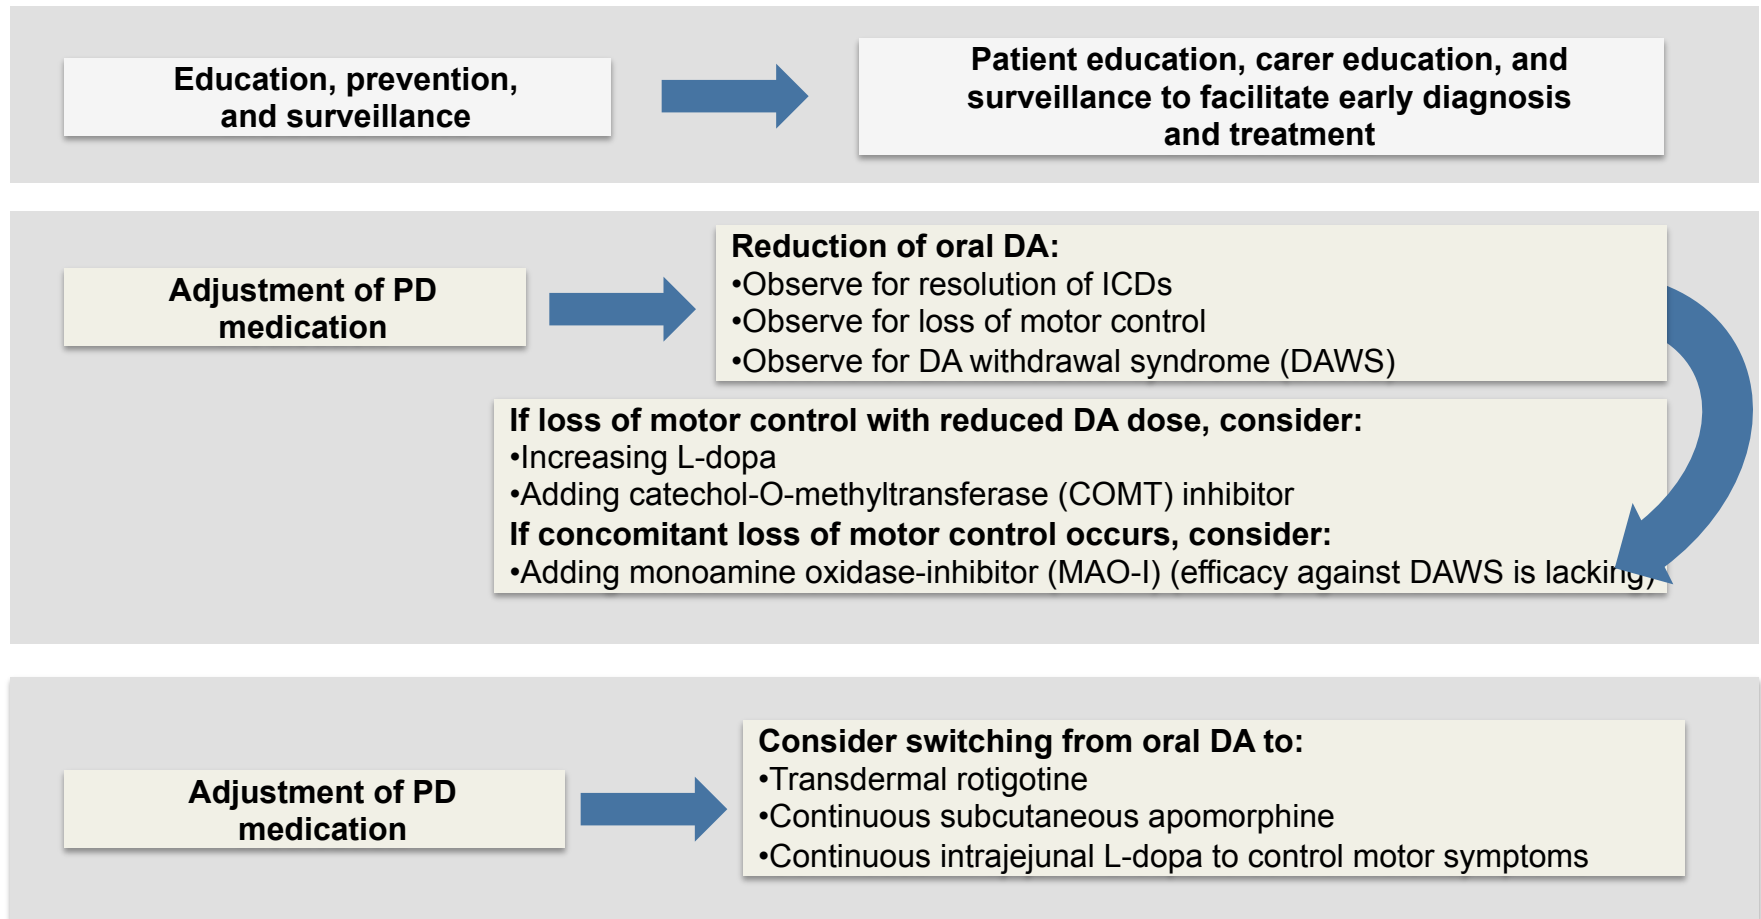 Education, prevention,
and surveillance
Patient education, carer education, and
surveillance to facilitate early diagnosis
and treatment
Adjustment of PD
medication
Reduction of oral DA:
•Observe for resolution of ICDs
•Observe for loss of motor control
•Observe for DA withdrawal syndrome (DAWS)
If loss of motor control with reduced DA dose, consider:
•Increasing L-dopa
•Adding catechol-O-methyltransferase (COMT) inhibitor
If concomitant loss of motor control occurs, consider:
•Adding monoamine oxidase-inhibitor (MAO-I) (efficacy against DAWS is lacking)
Adjustment of PD
medication
Consider switching from oral DA to:
•Transdermal rotigotine
•Continuous subcutaneous apomorphine
•Continuous intrajejunal L-dopa to control motor symptoms